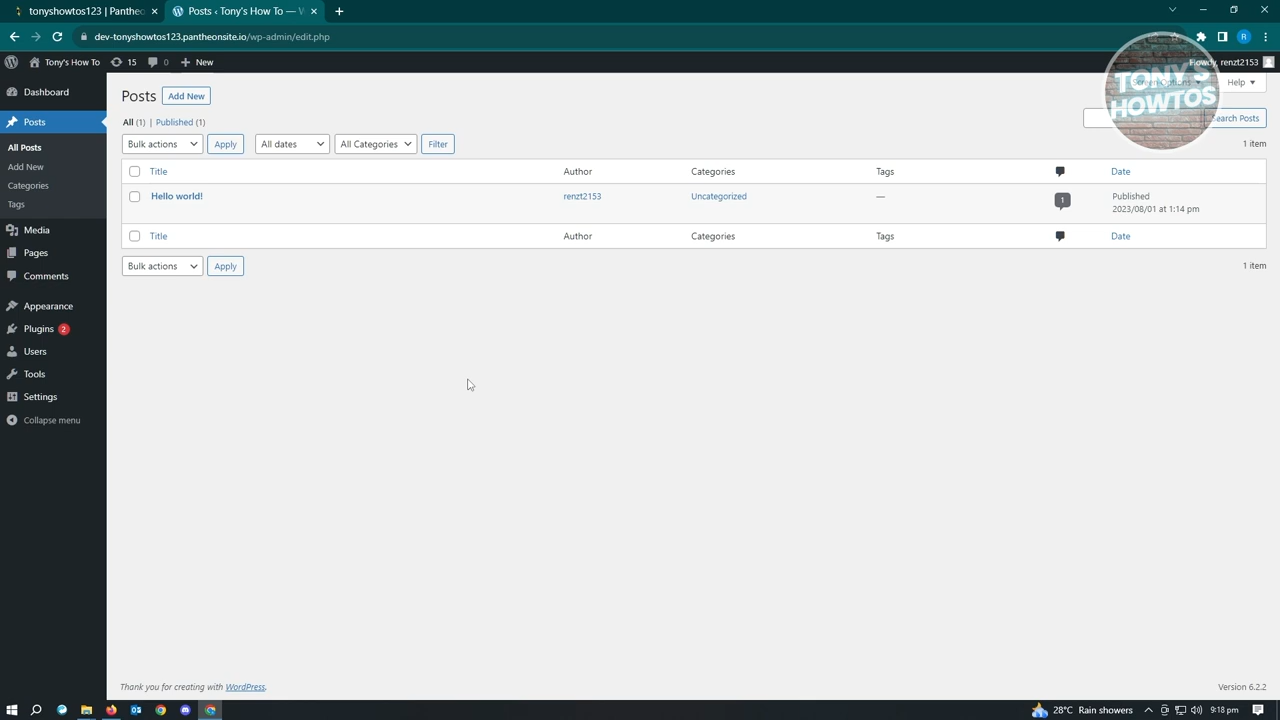 tonyshowtos123 | Pantheo
Posts ‹ Tony's How To — W
dev-tonyshowtos123.pantheonsite.io/wp-admin/edit.php
R
Tony's How To
15
0
New
Howdy, renzt2153
Dashboard
Posts
All Posts
Add New
Categories
Tags
Media
Pages
Comments
Appearance
Plugins 2
Users
Tools
Settings
Collapse menu
Posts
Add New
Screen Options
Help
TONY'S
HOWTOS
All (1) | Published (1)
Search Posts
Bulk actions
Apply
All dates
All Categories
Filter
1 item
Title Author Categories Tags Date
Hello world! renzt2153 Uncategorized — 1 Published
2023/08/01 at 1:14 pm
Title Author Categories Tags Date
Bulk actions
Apply
1 item
Thank you for creating with WordPress.
Version 6.2.2
28°C Rain showers
9:18 pm